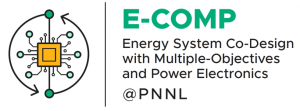 E-COMP
Energy System Co-Design
with Multiple-Objectives
and Power Electronics
@PNNL